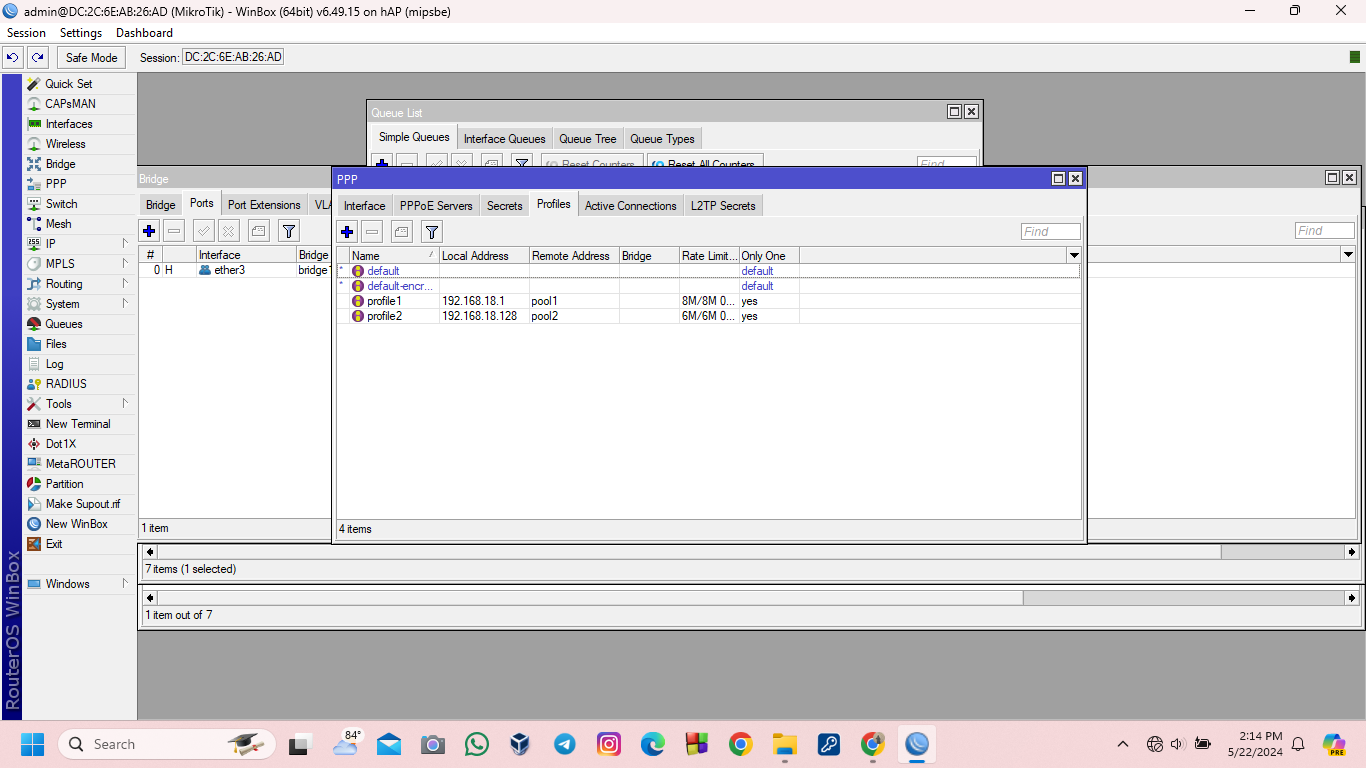 admin@DC:2C:6E:AB:26:AD (MikroTik) - WinBox (64bit) v6.49.15 on hAP (mipsbe)
Session Settings Dashboard
Safe Mode Session: DC:2C:6E:AB:26:AD
Quick Set
CAPsMAN
Interfaces
Wireless
Bridge
PPP
Switch
Mesh
IP
MPLS
Routing
System
Queues
Files
Log
RADIUS
Tools
New Terminal
Dot1X
MetaROUTER
Partition
Make Supout.rif
New WinBox
Exit
Windows
RouterOS WinBox
Queue List
Simple Queues Interface Queues Queue Tree Queue Types
Reset Counters Reset All Counters Find
Bridge
Bridge Ports Port Extensions VLA
Find
# Interface Bridge
0 H ether3 bridge1
1 item
PPP
Interface PPPoE Servers Secrets Profiles Active Connections L2TP Secrets
Find
Name / Local Address Remote Address Bridge Rate Limit... Only One
* default default
* default-encr... default
profile1 192.168.18.1 pool1 8M/8M 0... yes
profile2 192.168.18.128 pool2 6M/6M 0... yes
4 items
7 items (1 selected)
1 item out of 7
Search
84°
2:14 PM
5/22/2024
PRE